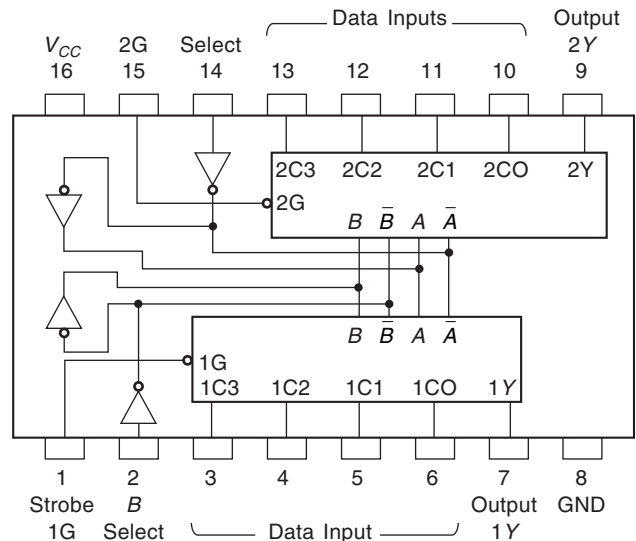 Data Inputs
Output
V_CC 2G Select 2Y
16 15 14 13 12 11 10 9
2C3 2C2 2C1 2CO 2Y
2G
B B̅ A A̅
B B̅ A A̅
1G
1C3 1C2 1C1 1CO 1Y
1 2 3 4 5 6 7 8
Strobe B Output GND
1G Select Data Input 1Y